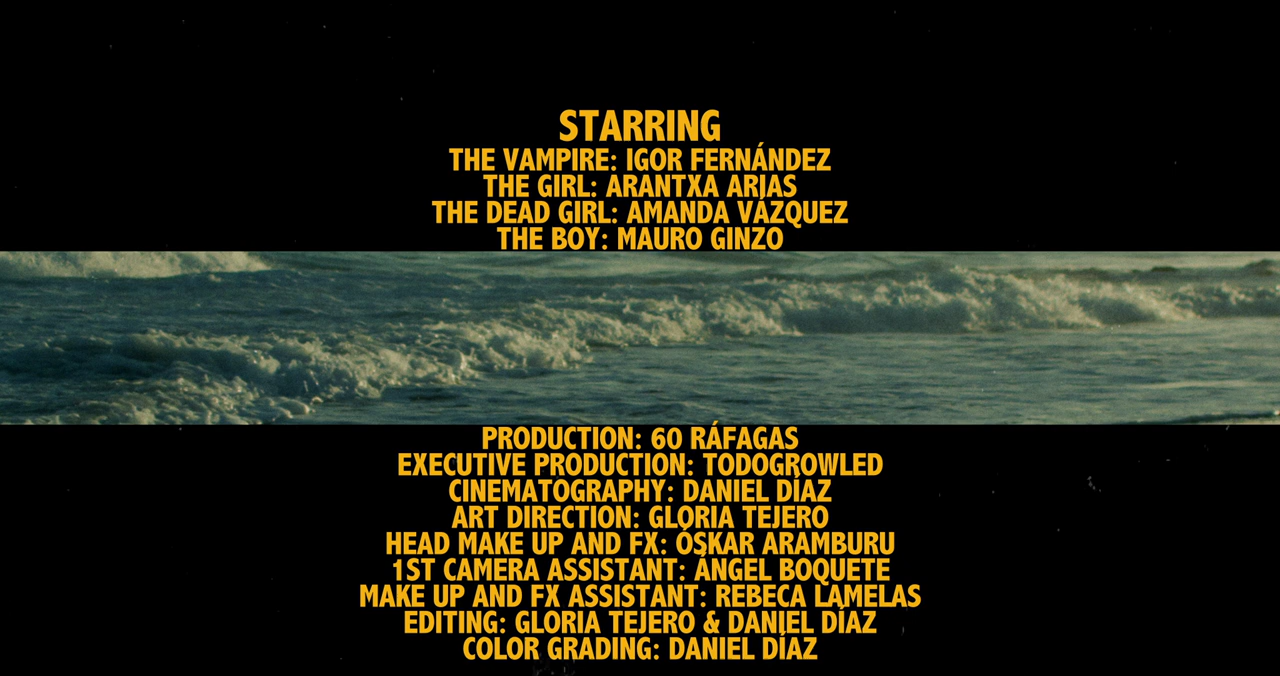 STARRING
THE VAMPIRE: IGOR FERNÁNDEZ
THE GIRL: ARANTXA ARIAS
THE DEAD GIRL: AMANDA VÁZQUEZ
THE BOY: MAURO GINZO
PRODUCTION: 60 RÁFAGAS
EXECUTIVE PRODUCTION: TODOGROWLED
CINEMATOGRAPHY: DANIEL DÍAZ
ART DIRECTION: GLORIA TEJERO
HEAD MAKE UP AND FX: ÓSKAR ARAMBURU
1ST CAMERA ASSISTANT: ÁNGEL BOQUETE
MAKE UP AND FX ASSISTANT: REBECA LAMELAS
EDITING: GLORIA TEJERO & DANIEL DÍAZ
COLOR GRADING: DANIEL DÍAZ